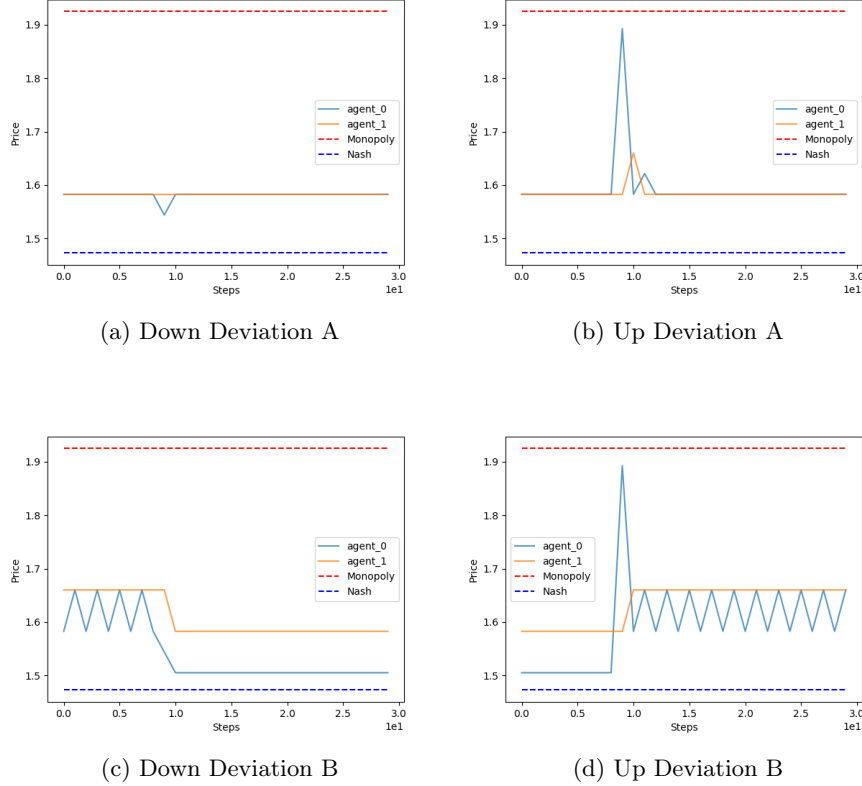 1.9
1.8
1.7
1.6
1.5
Price
agent_0
agent_1
Monopoly
Nash
0.0 0.5 1.0 1.5 2.0 2.5 3.0
Steps
1e1
(a) Down Deviation A
1.9
1.8
1.7
1.6
1.5
Price
agent_0
agent_1
Monopoly
Nash
0.0 0.5 1.0 1.5 2.0 2.5 3.0
Steps
1e1
(b) Up Deviation A
1.9
1.8
1.7
1.6
1.5
Price
agent_0
agent_1
Monopoly
Nash
0.0 0.5 1.0 1.5 2.0 2.5 3.0
Steps
1e1
(c) Down Deviation B
1.9
1.8
1.7
1.6
1.5
Price
agent_0
agent_1
Monopoly
Nash
0.0 0.5 1.0 1.5 2.0 2.5 3.0
Steps
1e1
(d) Up Deviation B